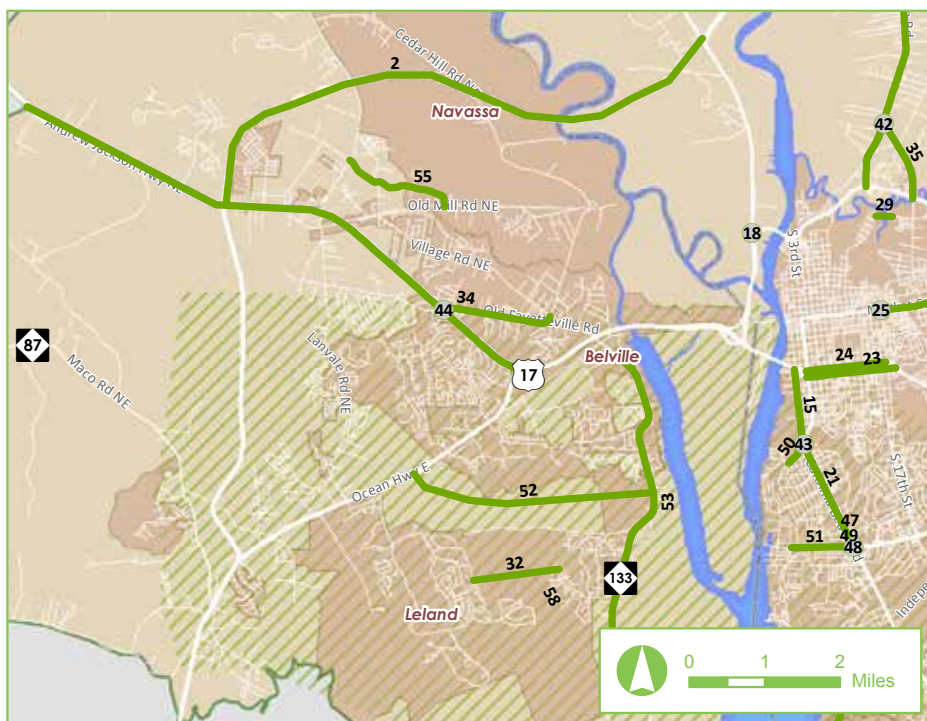 Cedar Hill Rd NE
Rd
2
Navassa
42
35
Andrew Jackson Hwy NE
55
Old Mill Rd NE
29
18
S 3rd St
Village Rd NE
34
44
Old Fayetteville Rd
25
87
Maco Rd NE
Lanvale Rd NE
17
Belville
24
23
15
43
50
21
S 17th St
Ocean Hwy E
52
53
47
49
51
48
Rd
32
58
133
Leland
Indepe
0 1 2
Miles